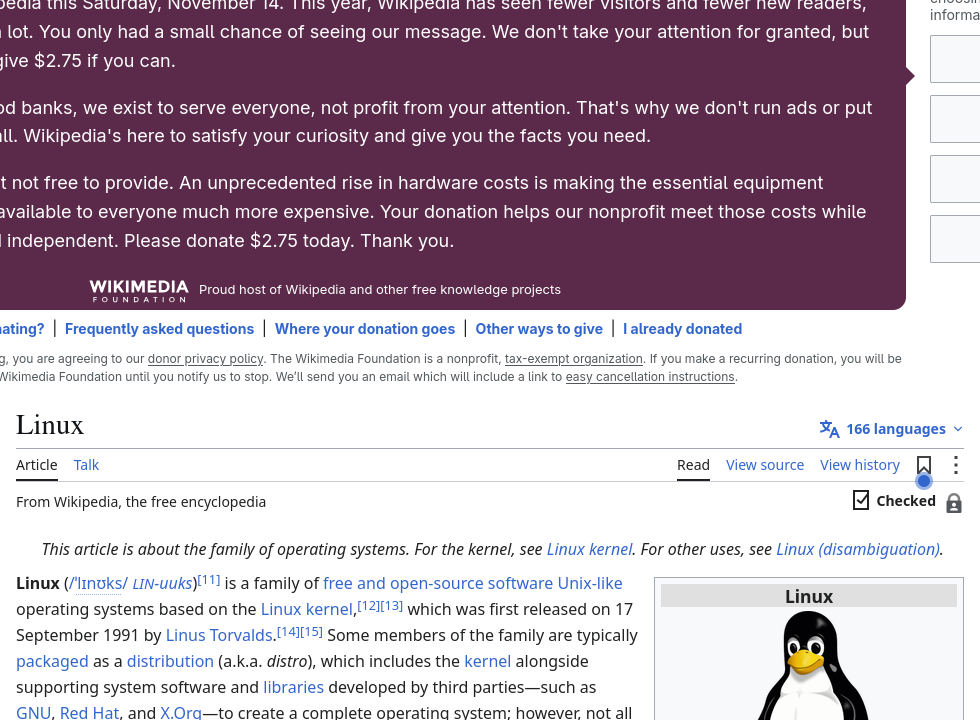 pedia this Saturday, November 14. This year, Wikipedia has seen fewer visitors and fewer new readers,
lot. You only had a small chance of seeing our message. We don't take your attention for granted, but
give $2.75 if you can.
od banks, we exist to serve everyone, not profit from your attention. That's why we don't run ads or put
all. Wikipedia's here to satisfy your curiosity and give you the facts you need.
t not free to provide. An unprecedented rise in hardware costs is making the essential equipment
available to everyone much more expensive. Your donation helps our nonprofit meet those costs while
independent. Please donate $2.75 today. Thank you.
WIKIMEDIA
FOUNDATION
Proud host of Wikipedia and other free knowledge projects
informa
nating? | Frequently asked questions | Where your donation goes | Other ways to give | I already donated
g, you are agreeing to our donor privacy policy. The Wikimedia Foundation is a nonprofit, tax-exempt organization. If you make a recurring donation, you will be
Wikimedia Foundation until you notify us to stop. We'll send you an email which will include a link to easy cancellation instructions.
Linux
166 languages
Article Talk
Read View source View history
From Wikipedia, the free encyclopedia
Checked
This article is about the family of operating systems. For the kernel, see Linux kernel. For other uses, see Linux (disambiguation).
Linux (/ˈlɪnʊks/ LIN-uuks)[11] is a family of free and open-source software Unix-like
operating systems based on the Linux kernel,[12][13] which was first released on 17
September 1991 by Linus Torvalds.[14][15] Some members of the family are typically
packaged as a distribution (a.k.a. distro), which includes the kernel alongside
supporting system software and libraries developed by third parties—such as
GNU, Red Hat, and X.Org—to create a complete operating system; however, not all
Linux